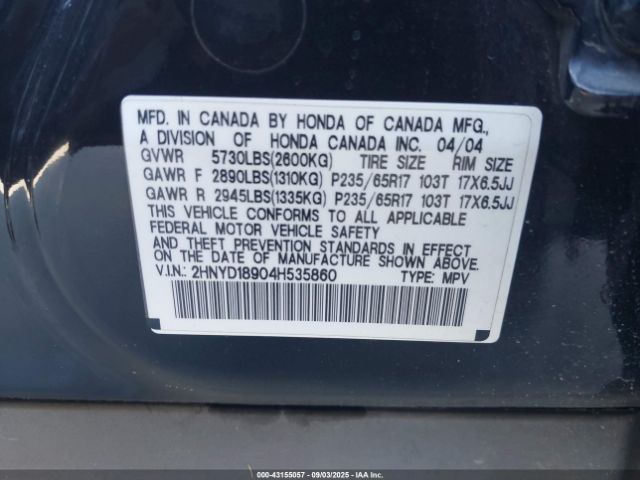 MFD. IN CANADA BY HONDA OF CANADA MFG.,
A DIVISION OF HONDA CANADA INC. 04/04
GVWR 5730LBS(2600KG) TIRE SIZE RIM SIZE
GAWR F 2890LBS(1310KG) P235/65R17 103T 17X6.5JJ
GAWR R 2945LBS(1335KG) P235/65R17 103T 17X6.5JJ
THIS VEHICLE CONFORMS TO ALL APPLICABLE
FEDERAL MOTOR VEHICLE SAFETY
AND THEFT PREVENTION STANDARDS IN EFFECT
ON THE DATE OF MANUFACTURE SHOWN ABOVE.
V.I.N.: 2HNYD18904H535860 TYPE: MPV
000-43155057 - 09/03/2025 - COPYRIGHT IAA, LLC.